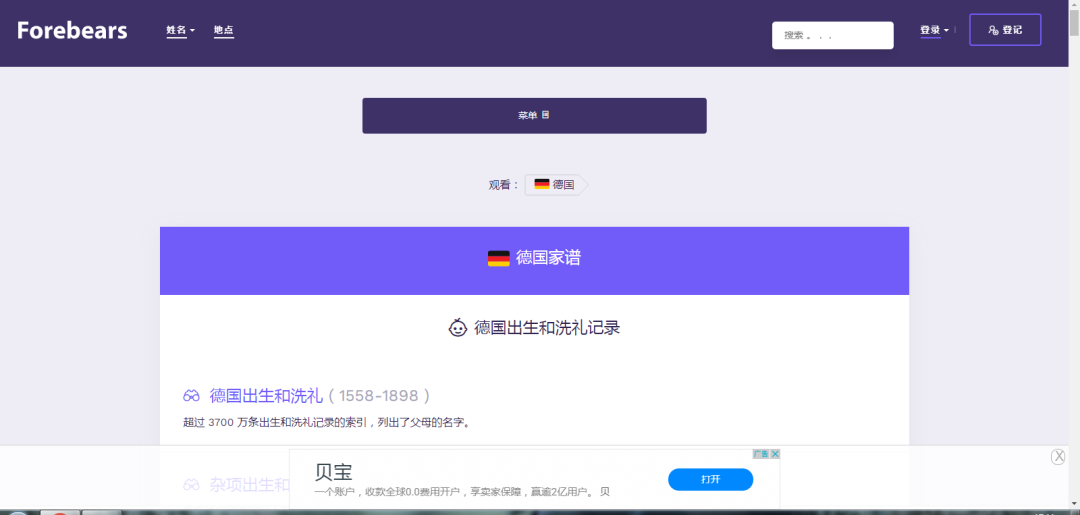 Forebears 姓名 地点 搜索 。 . . 登录 登记
菜单
观看： 德国
德国家谱
德国出生和洗礼记录
德国出生和洗礼 ( 1558-1898 )
超过 3700 万条出生和洗礼记录的索引，列出了父母的名字。
杂项出生和
广告 X
贝宝
一个账户，收款全球0.0费用开户，享卖家保障，赢逾2亿用户。 贝
打开
X